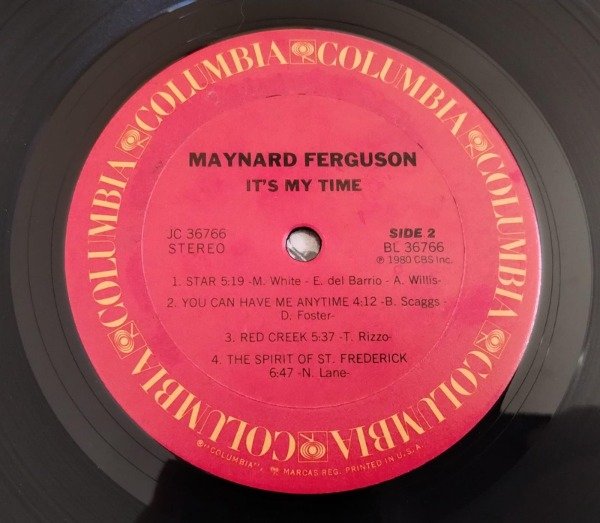 COLUMBIA COLUMBIA COLUMBIA COLUMBIA COLUMBIA COLUMBIA
MAYNARD FERGUSON
IT'S MY TIME
JC 36766 SIDE 2
STEREO BL 36766
℗ 1980 CBS Inc.
1. STAR 5:19 -M. White - E. del Barrio - A. Willis-
2. YOU CAN HAVE ME ANYTIME 4:12 -B. Scaggs -
D. Foster-
3. RED CREEK 5:37 -T. Rizzo-
4. THE SPIRIT OF ST. FREDERICK
6:47 -N. Lane-
"COLUMBIA", MARCAS REG. PRINTED IN U.S.A.